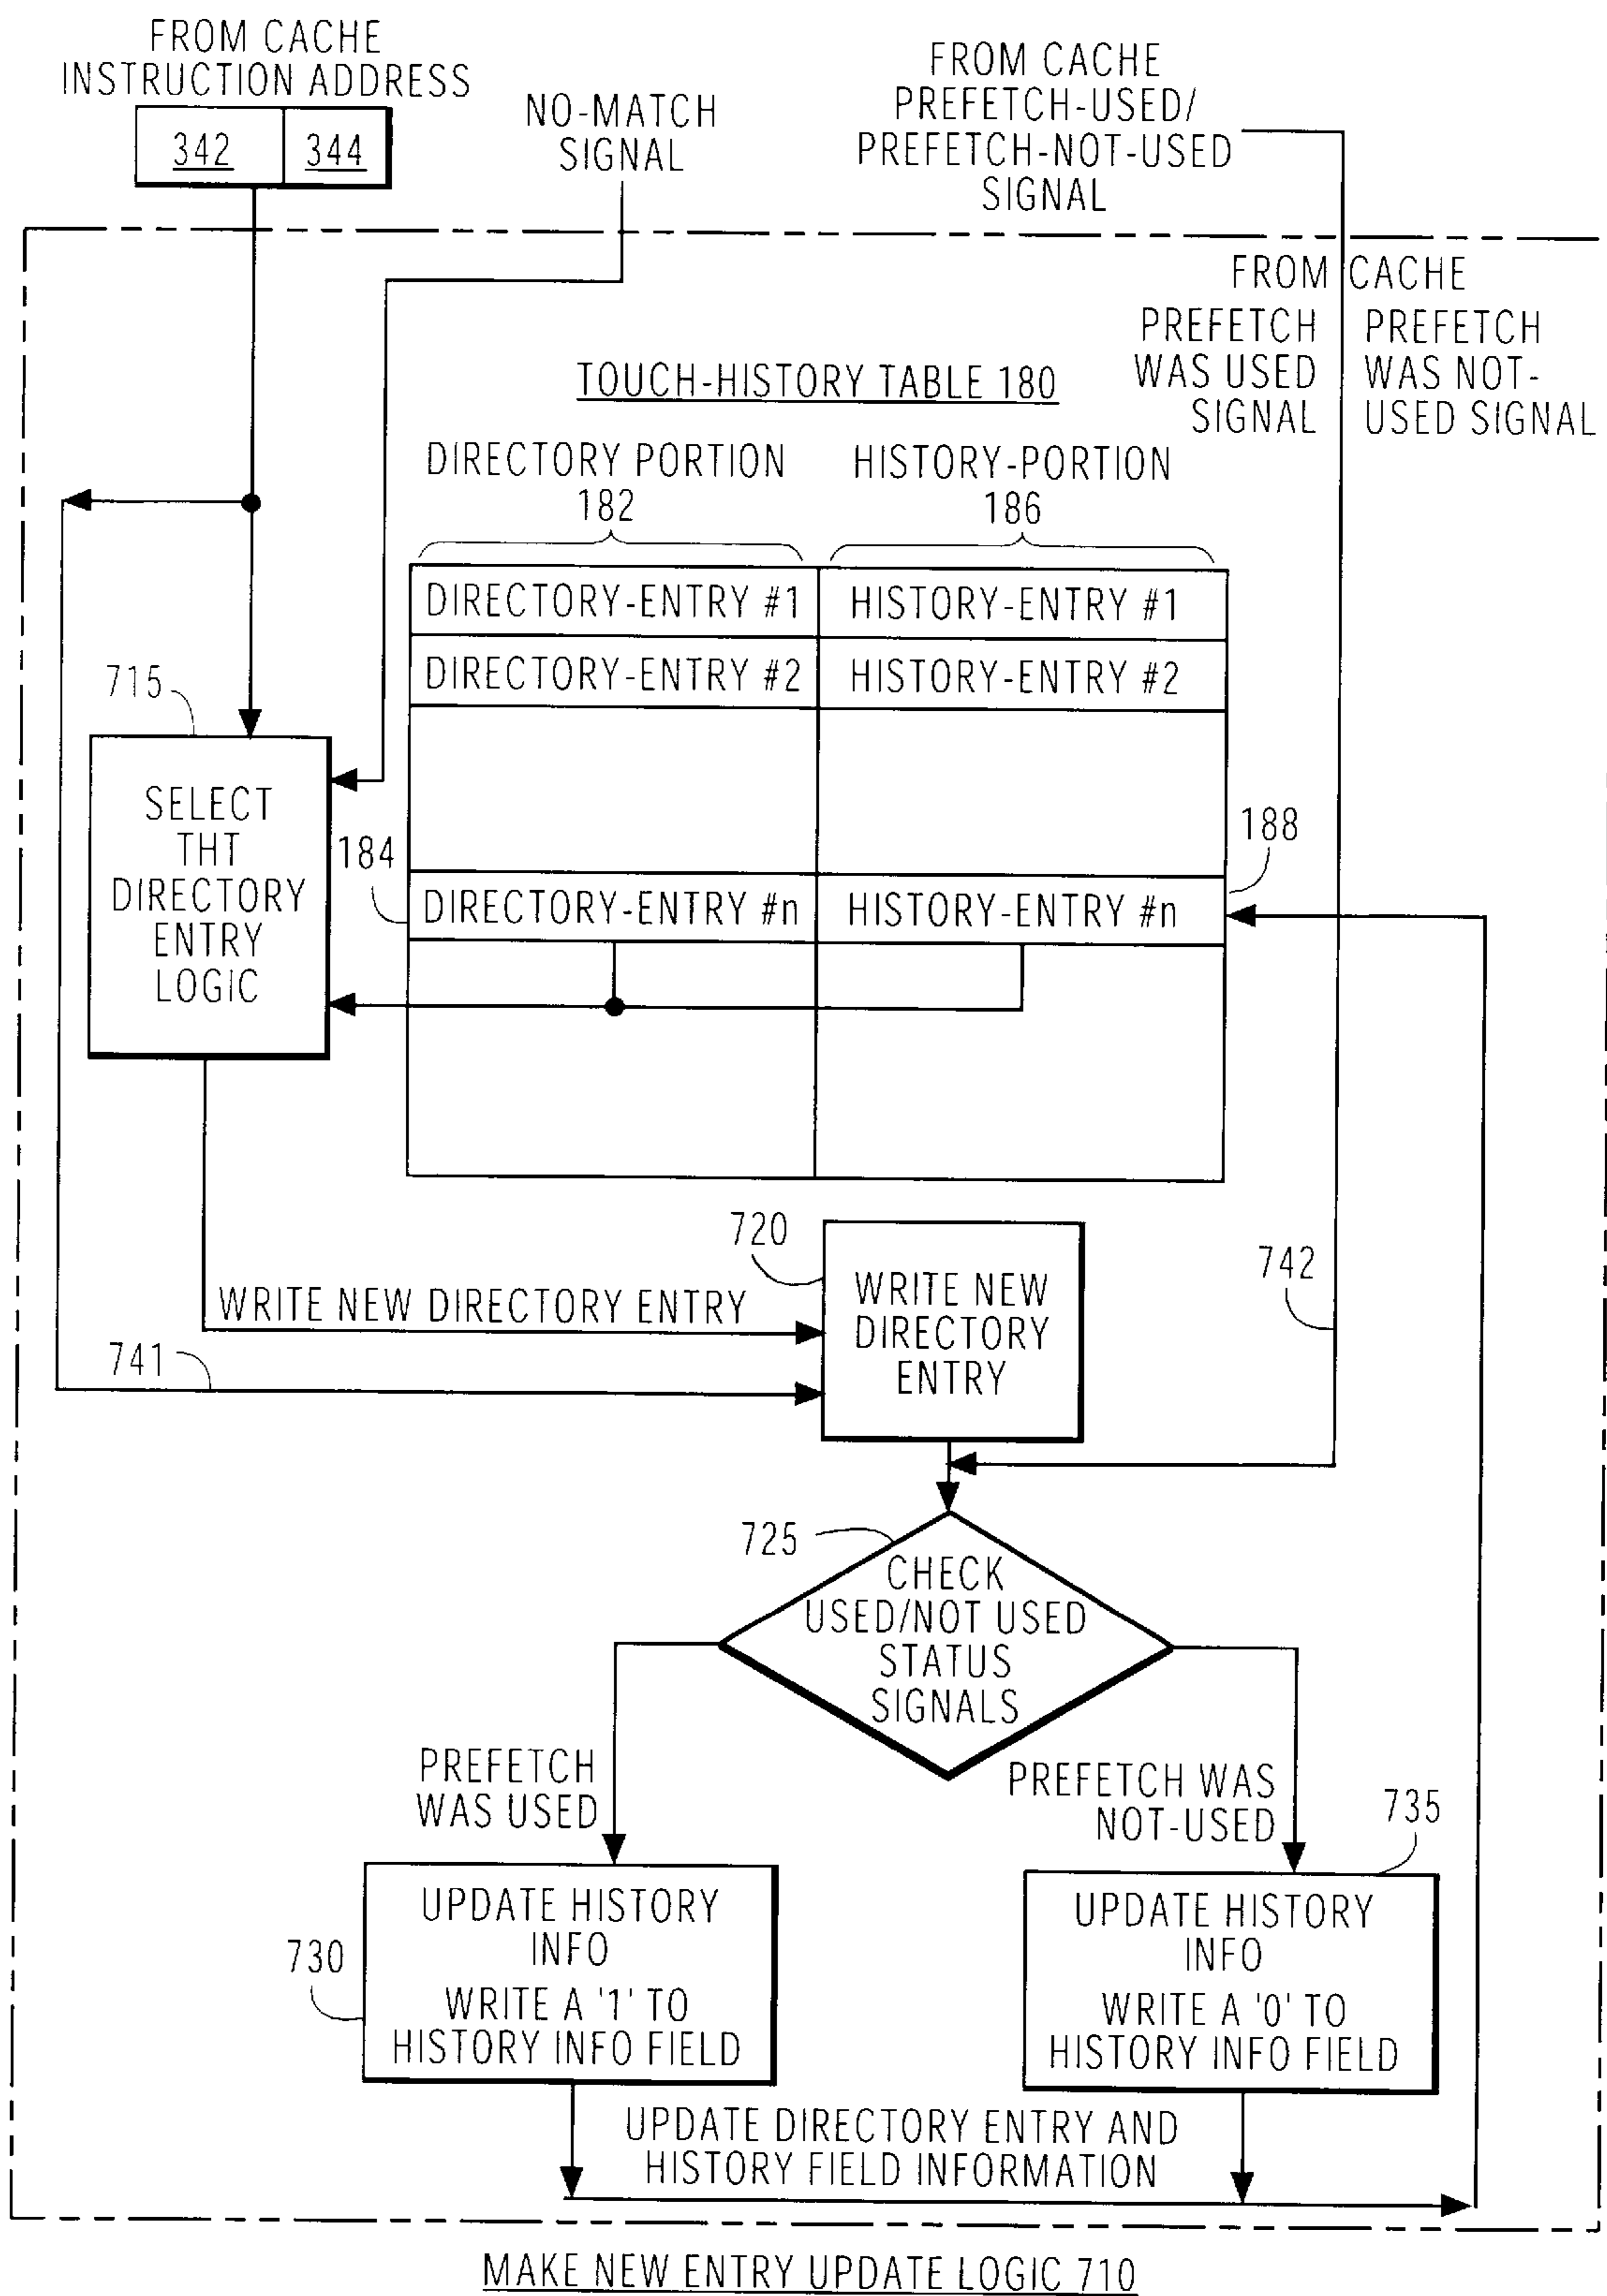 FROM CACHE
INSTRUCTION ADDRESS
342 344
NO-MATCH
SIGNAL
FROM CACHE
PREFETCH-USED/
PREFETCH-NOT-USED
SIGNAL
FROM CACHE
PREFETCH
WAS USED
SIGNAL
PREFETCH
WAS NOT-
USED SIGNAL
TOUCH-HISTORY TABLE 180
DIRECTORY PORTION
182
HISTORY-PORTION
186
DIRECTORY-ENTRY #1 HISTORY-ENTRY #1
DIRECTORY-ENTRY #2 HISTORY-ENTRY #2
715
SELECT
THT
DIRECTORY
ENTRY
LOGIC
184
188
DIRECTORY-ENTRY #n HISTORY-ENTRY #n
720
WRITE NEW
DIRECTORY
ENTRY
742
WRITE NEW DIRECTORY ENTRY
741
725
CHECK
USED/NOT USED
STATUS
SIGNALS
PREFETCH
WAS USED
PREFETCH WAS
NOT-USED
735
730
UPDATE HISTORY
INFO
WRITE A '1' TO
HISTORY INFO FIELD
UPDATE HISTORY
INFO
WRITE A '0' TO
HISTORY INFO FIELD
UPDATE DIRECTORY ENTRY AND
HISTORY FIELD INFORMATION
MAKE NEW ENTRY UPDATE LOGIC 710